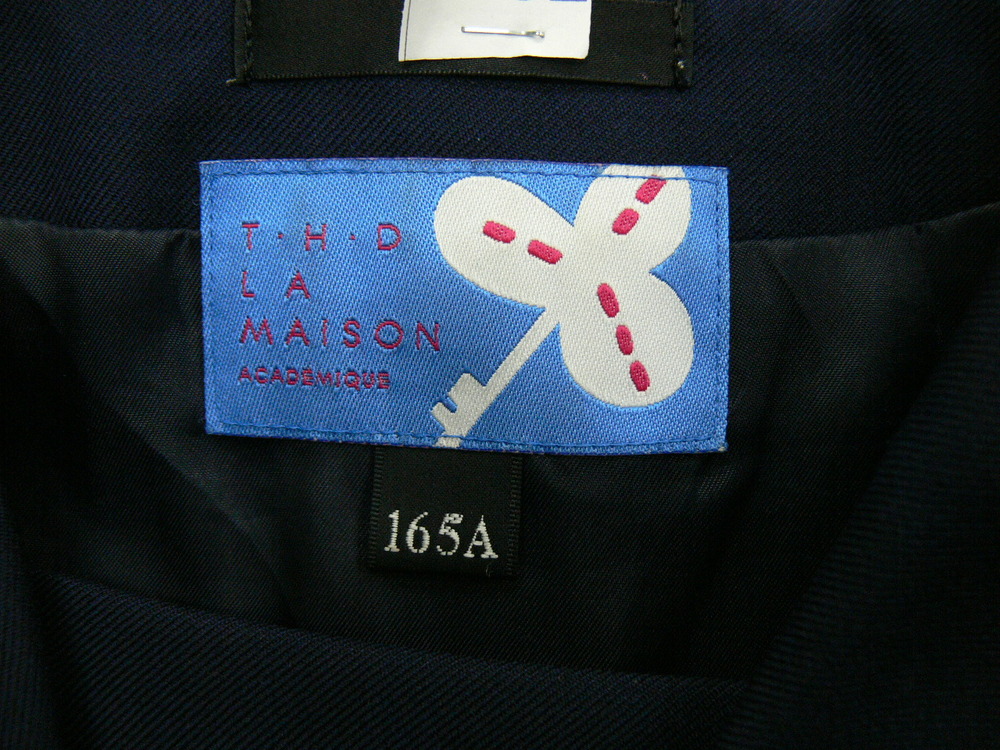 T·H·D
LA
MAISON
ACADÉMIQUE
165A